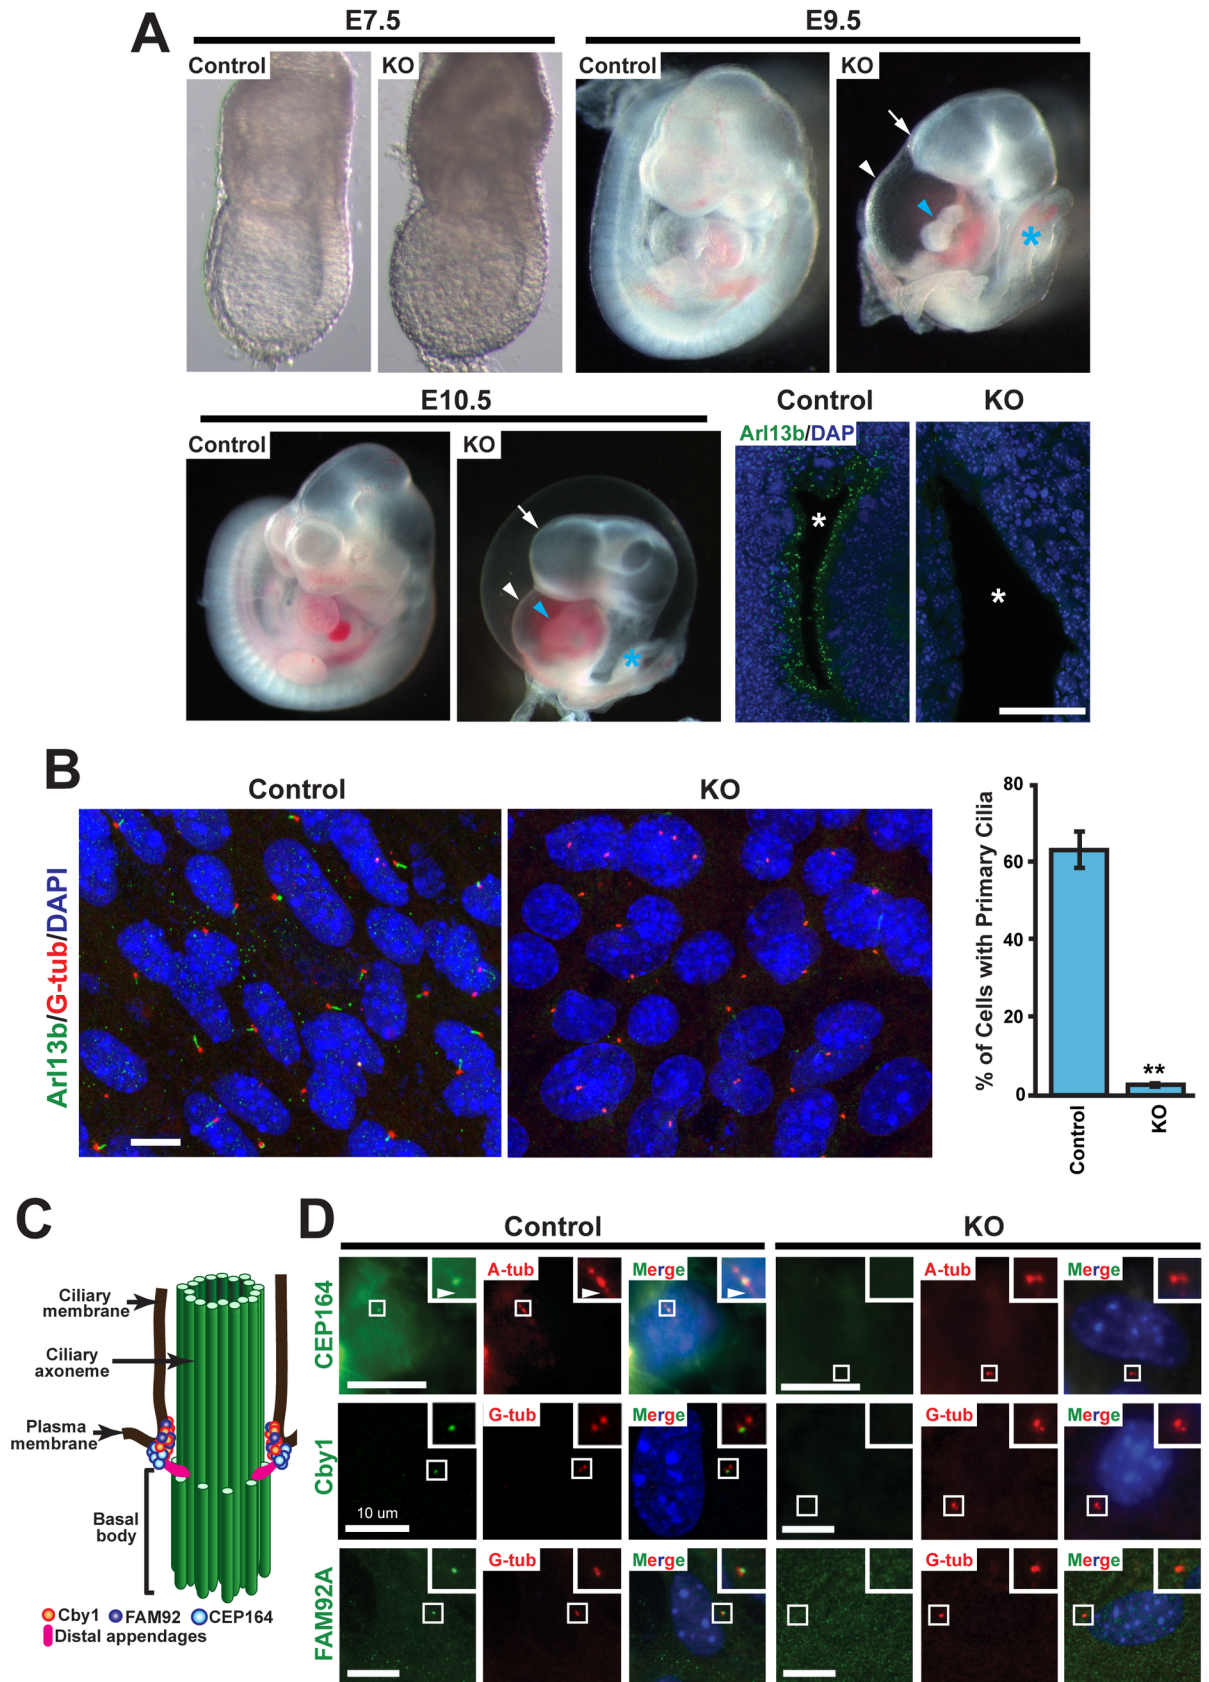 A
E7.5
E9.5
Control
KO
Control
KO
*
E10.5
Control
KO
Control
KO
Arl13b/DAP
*
*
*
B
Control
KO
Arl13b/G-tub/DAPI
% of Cells with Primary Cilia
80
60
40
20
0
**
Control
KO
C
Ciliary
membrane
Ciliary
axoneme
Plasma
membrane
Basal
body
Cby1
FAM92
CEP164
Distal appendages
D
Control
KO
CEP164
A-tub
Merge
A-tub
Merge
Cby1
G-tub
Merge
G-tub
Merge
10 um
FAM92A
G-tub
Merge
G-tub
Merge